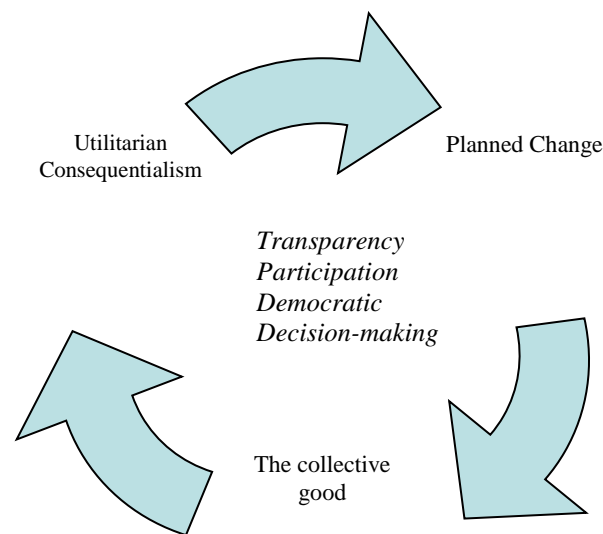 Utilitarian
Consequentialism
Planned Change
Transparency
Participation
Democratic
Decision-making
The collective
good